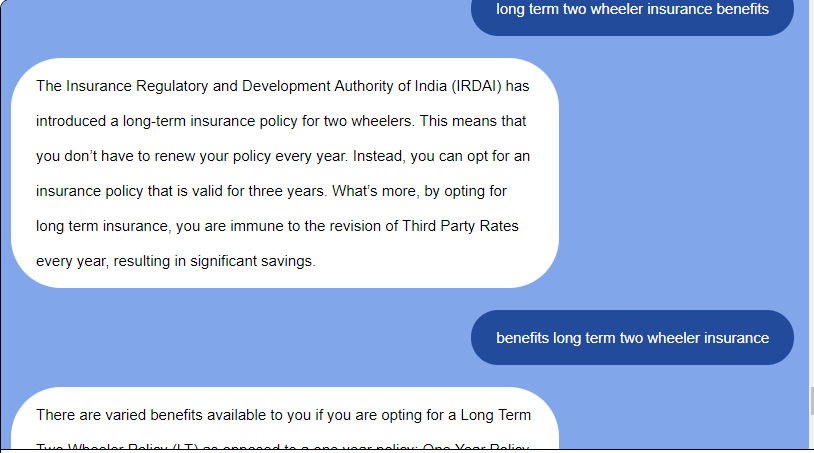 long term two wheeler insurance benefits
The Insurance Regulatory and Development Authority of India (IRDAI) has
introduced a long-term insurance policy for two wheelers. This means that
you don’t have to renew your policy every year. Instead, you can opt for an
insurance policy that is valid for three years. What’s more, by opting for
long term insurance, you are immune to the revision of Third Party Rates
every year, resulting in significant savings.
benefits long term two wheeler insurance
There are varied benefits available to you if you are opting for a Long Term
Two Wheeler Policy (LT) as opposed to a one year policy: One Year Policy